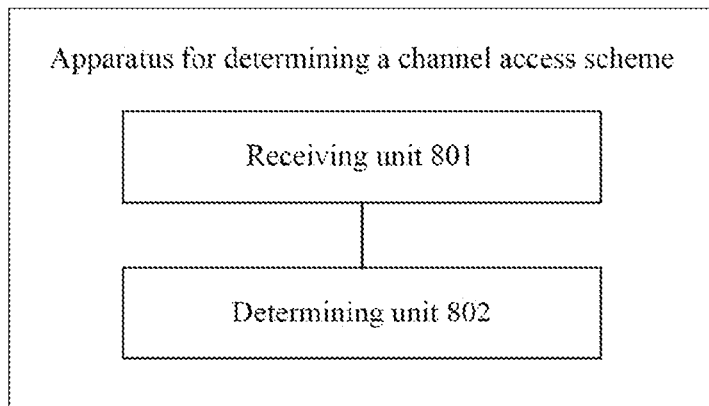 Apparatus for determining a channel access scheme
Receiving unit 801
Determining unit 802